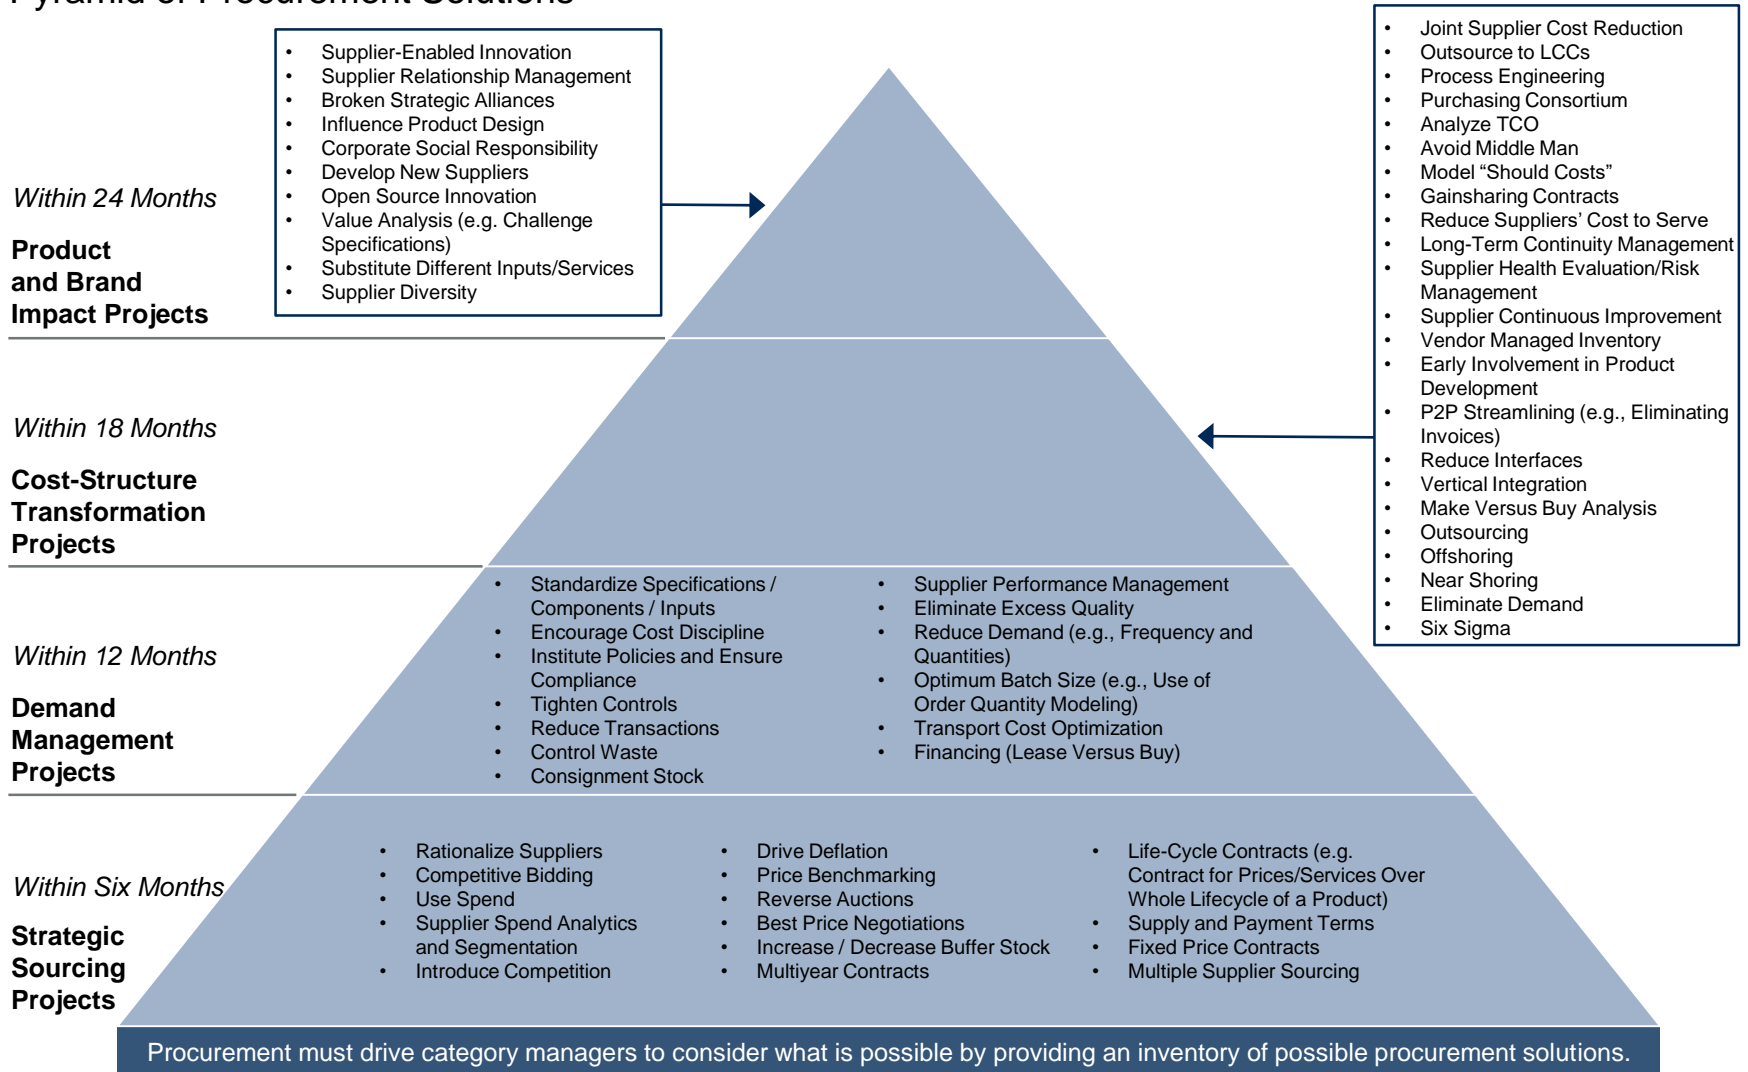 Pyramid of Procurement Solutions
• Supplier-Enabled Innovation
• Supplier Relationship Management
• Broken Strategic Alliances
• Influence Product Design
• Corporate Social Responsibility
• Develop New Suppliers
• Open Source Innovation
• Value Analysis (e.g. Challenge
Specifications)
• Substitute Different Inputs/Services
• Supplier Diversity
Within 24 Months
Product
and Brand
Impact Projects
• Joint Supplier Cost Reduction
• Outsource to LCCs
• Process Engineering
• Purchasing Consortium
• Analyze TCO
• Avoid Middle Man
• Model “Should Costs”
• Gainsharing Contracts
• Reduce Suppliers’ Cost to Serve
• Long-Term Continuity Management
• Supplier Health Evaluation/Risk
Management
• Supplier Continuous Improvement
• Vendor Managed Inventory
• Early Involvement in Product
Development
• P2P Streamlining (e.g., Eliminating
Invoices)
• Reduce Interfaces
• Vertical Integration
• Make Versus Buy Analysis
• Outsourcing
• Offshoring
• Near Shoring
• Eliminate Demand
• Six Sigma
Within 18 Months
Cost-Structure
Transformation
Projects
Within 12 Months
Demand
Management
Projects
• Standardize Specifications /
Components / Inputs
• Encourage Cost Discipline
• Institute Policies and Ensure
Compliance
• Tighten Controls
• Reduce Transactions
• Control Waste
• Consignment Stock
• Supplier Performance Management
• Eliminate Excess Quality
• Reduce Demand (e.g., Frequency and
Quantities)
• Optimum Batch Size (e.g., Use of
Order Quantity Modeling)
• Transport Cost Optimization
• Financing (Lease Versus Buy)
Within Six Months
Strategic
Sourcing
Projects
• Rationalize Suppliers
• Competitive Bidding
• Use Spend
• Supplier Spend Analytics
and Segmentation
• Introduce Competition
• Drive Deflation
• Price Benchmarking
• Reverse Auctions
• Best Price Negotiations
• Increase / Decrease Buffer Stock
• Multiyear Contracts
• Life-Cycle Contracts (e.g.
Contract for Prices/Services Over
Whole Lifecycle of a Product)
• Supply and Payment Terms
• Fixed Price Contracts
• Multiple Supplier Sourcing
Procurement must drive category managers to consider what is possible by providing an inventory of possible procurement solutions.